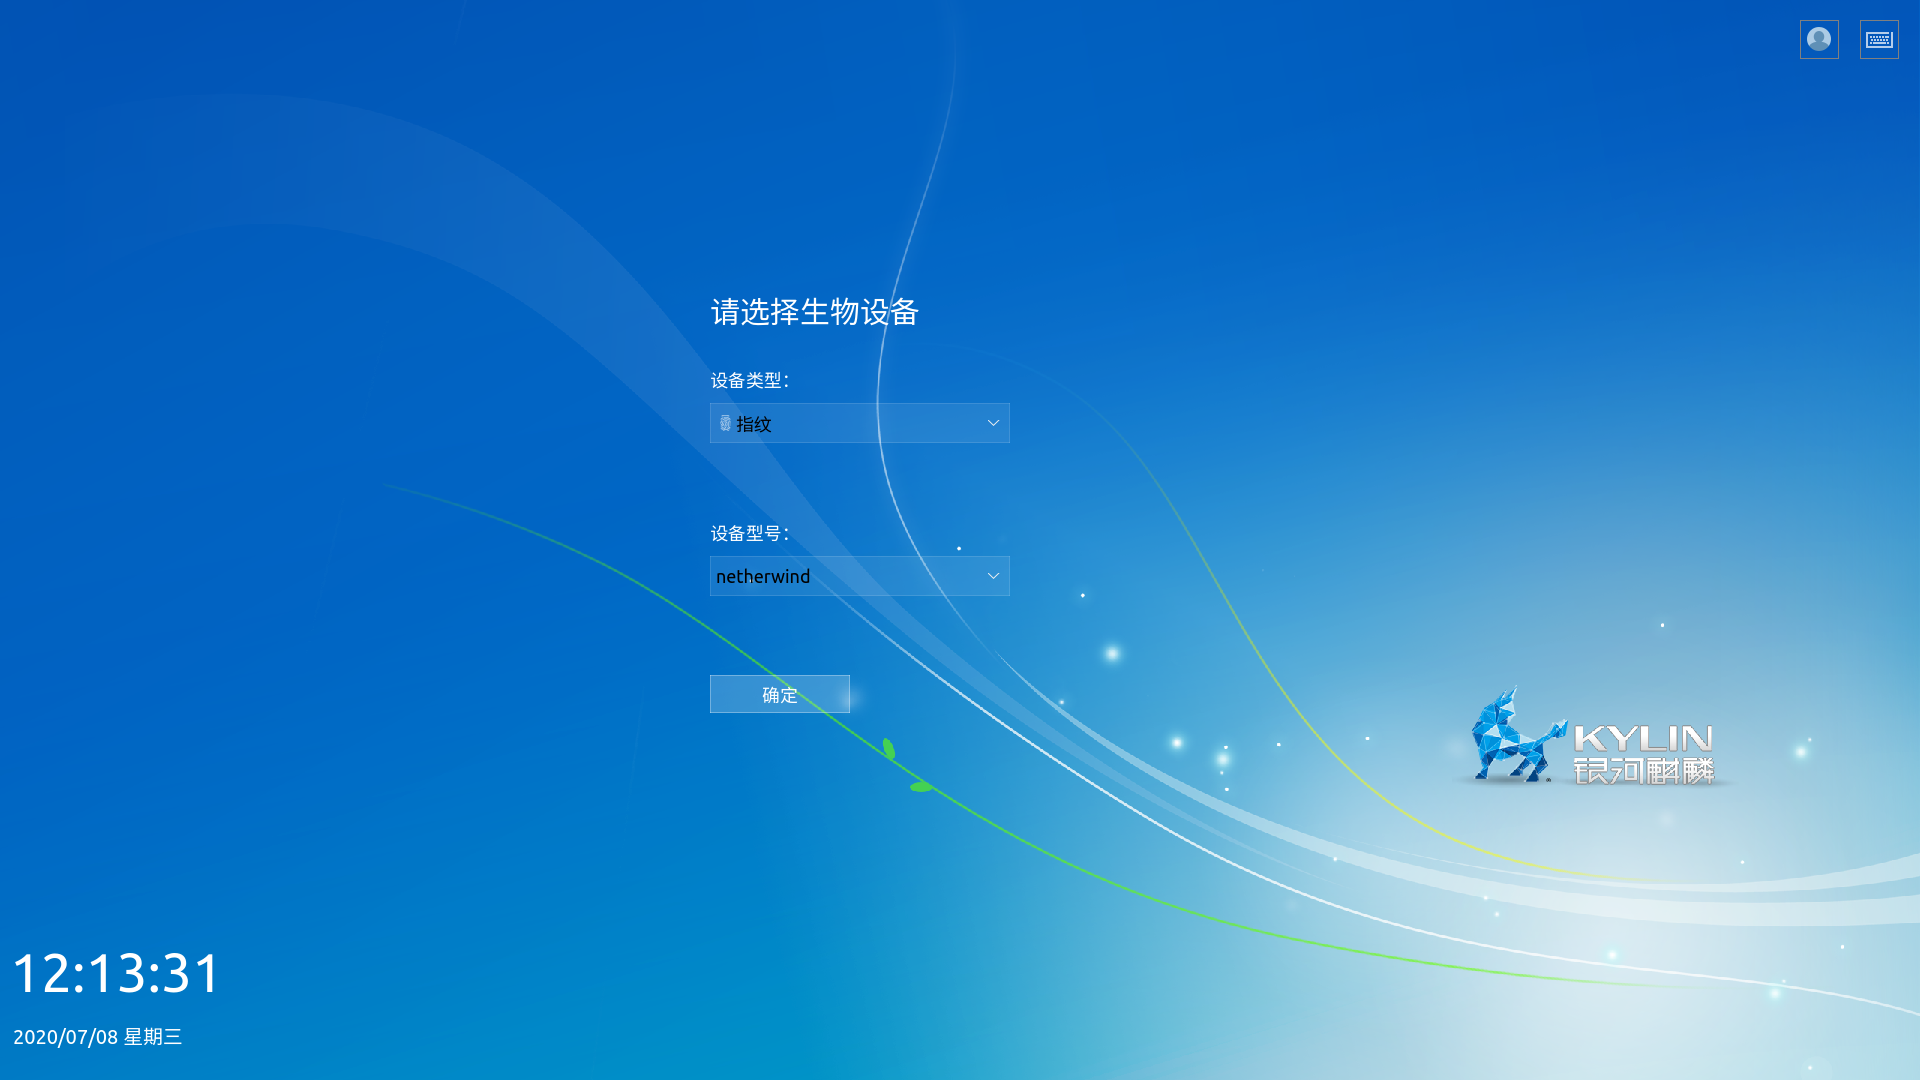 请选择生物设备
设备类型：
指纹
设备型号：
netherwind
确定
KYLIN
银河麒麟
12:13:31
2020/07/08 星期三